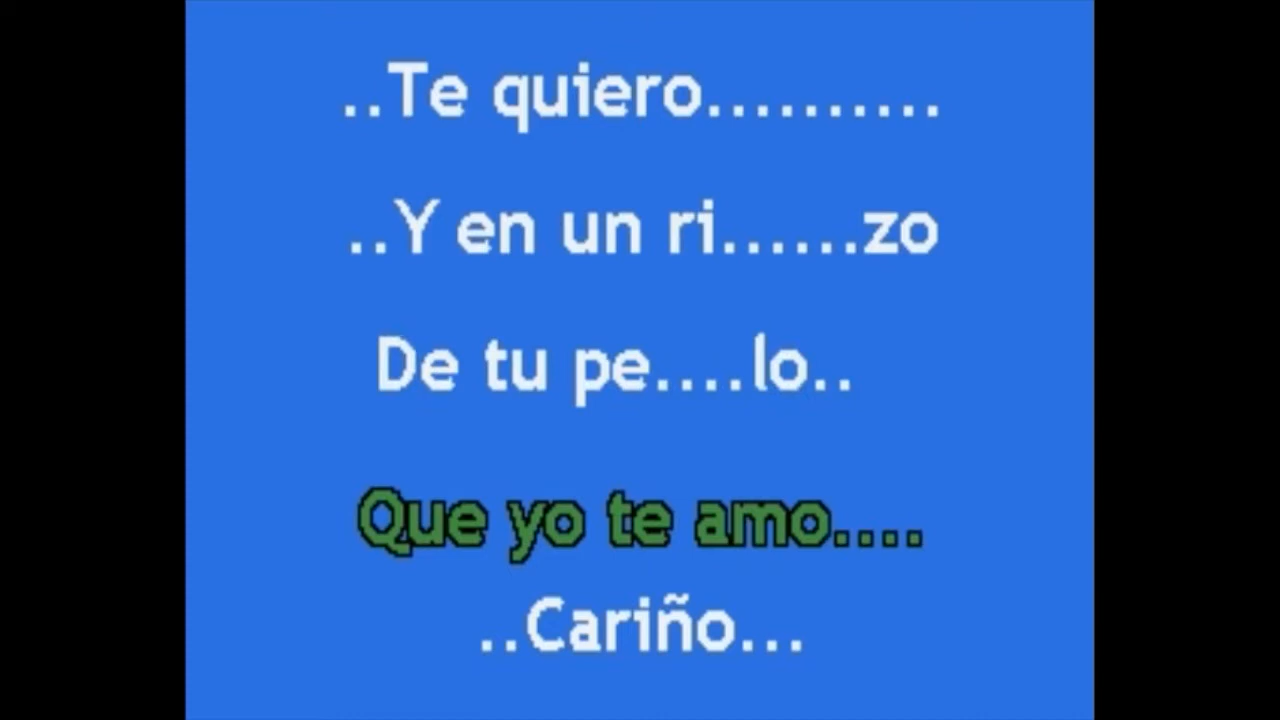 ..Te quiero..........
..Y en un ri......zo
De tu pe....lo..
Que yo te amo....
..Cariño...